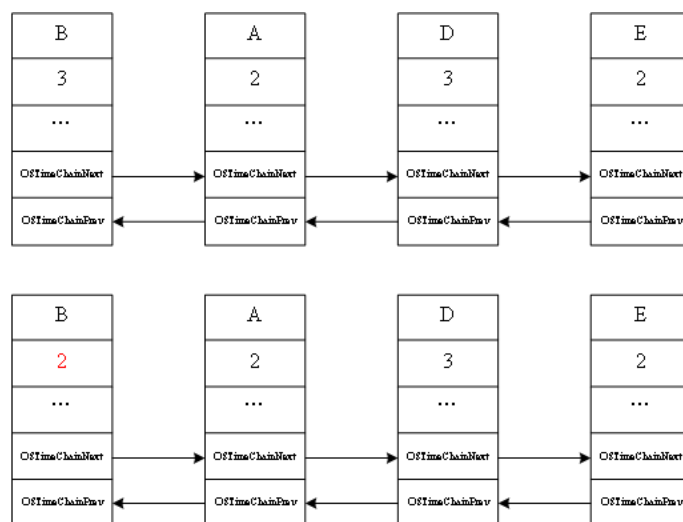 B A D E
3 2 3 2
... ... ... ...
OSTimeChainNext OSTimeChainNext OSTimeChainNext OSTimeChainNext
OSTimeChainPrev OSTimeChainPrev OSTimeChainPrev OSTimeChainPrev
B A D E
2 2 3 2
... ... ... ...
OSTimeChainNext OSTimeChainNext OSTimeChainNext OSTimeChainNext
OSTimeChainPrev OSTimeChainPrev OSTimeChainPrev OSTimeChainPrev